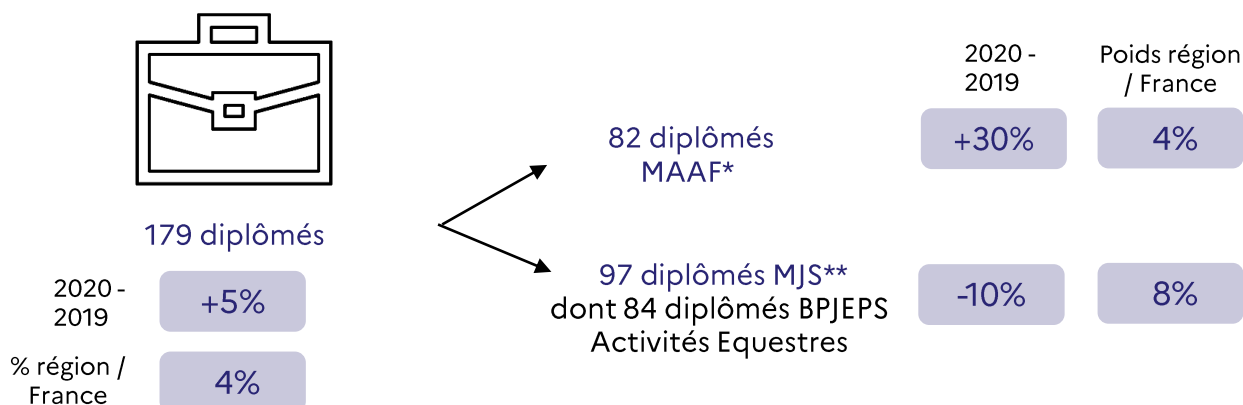 179 diplômés
2020 -
2019
+5%
% région /
France
4%
82 diplômés
MAAF*
97 diplômés MJS**
dont 84 diplômés BPJEPS
Activités Equestres
2020 -
2019
Poids région
/ France
+30%
4%
-10%
8%